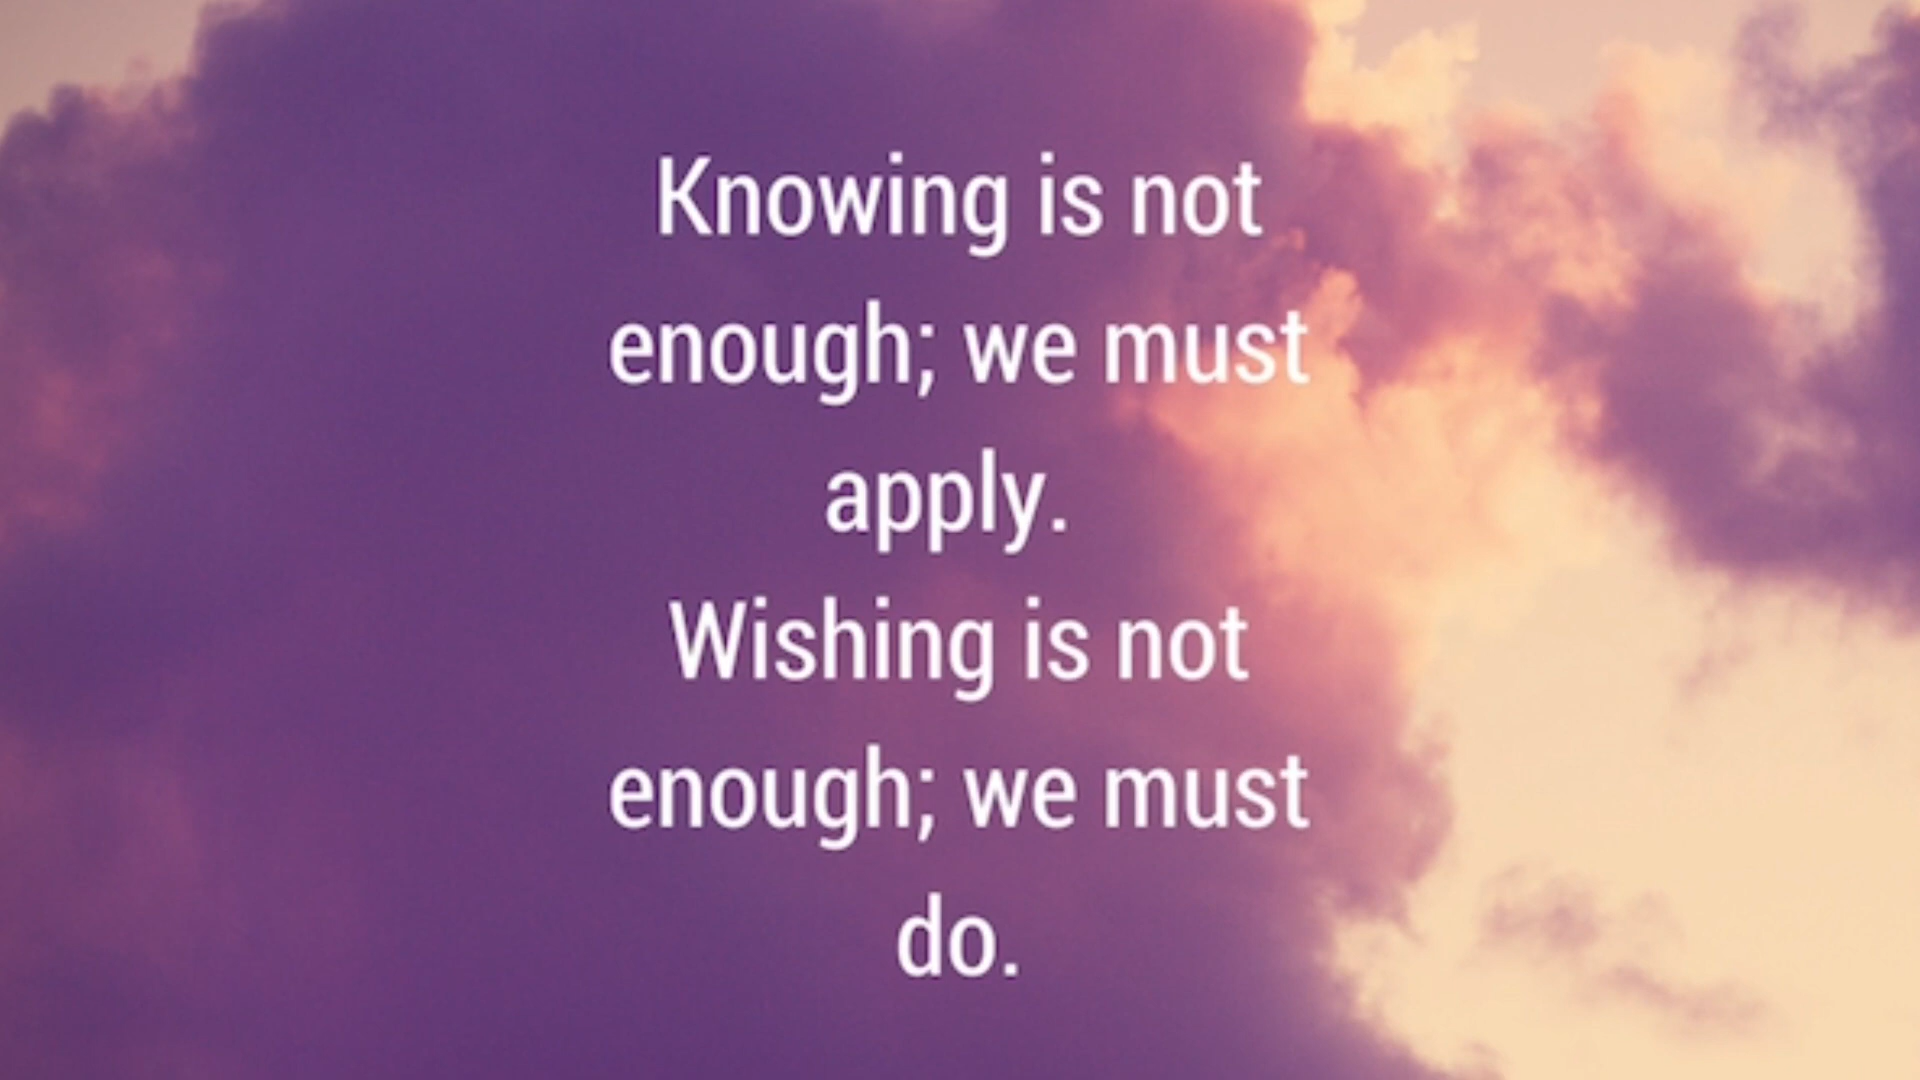 Knowing is not
enough; we must
apply.
Wishing is not
enough; we must
do.